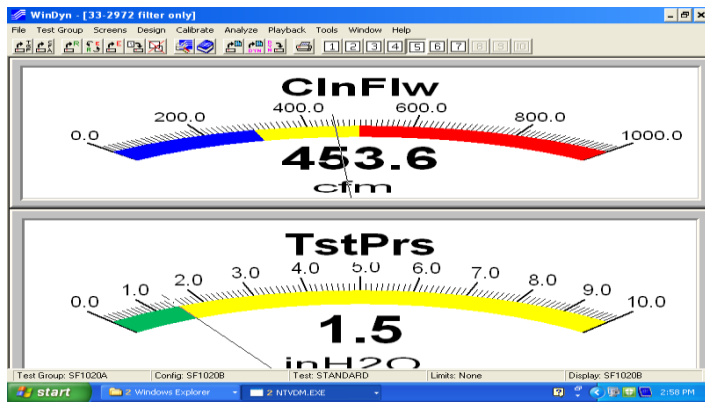 WinDyn - [33-2972 filter only]
File Test Group Screens Design Calibrate Analyze Playback Tools Window Help
1 2 3 4 5 6 7 8 9 10
ClnFlw
0.0 200.0 400.0 600.0 800.0 1000.0
453.6
cfm
TstPrs
0.0 1.0 2.0 3.0 4.0 5.0 6.0 7.0 8.0 9.0 10.0
1.5
inH2O
Test Group: SF1020A Config: SF1020B Test: STANDARD Limits: None Display: SF1020B
start 2 Windows Explorer 2 NTVDM.EXE 2:58 PM